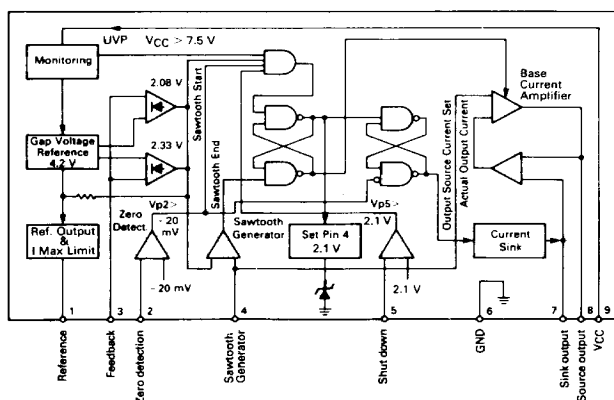 UVP VCC > 7.5 V
Monitoring
2.08 V
Gap Voltage
Reference
4.2 V
2.33 V
Sawtooth Start
Sawtooth End
Base
Current
Amplifier
Output Source Current Set
Actual Output Current
Ref. Output
&
I Max Limit
Zero
Detect.
Vp2>
- 20
mV
- 20 mV
Sawtooth
Generator
Set Pin 4
2.1 V
Vp5>
2.1 V
2.1 V
Current
Sink
1 3 2 4 5 6 7 8 9
Reference
Feedback
Zero detection
Sawtooth
Generator
Shut down
GND
Sink output
Source output
VCC